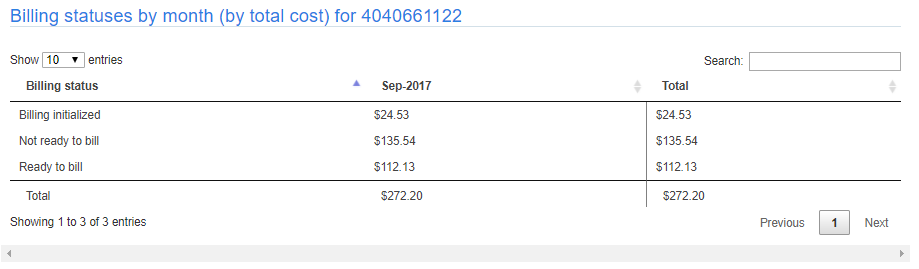 Billing statuses by month (by total cost) for 4040661122
Show 10 entries Search:
Billing status Sep-2017 Total
Billing initialized $24.53 $24.53
Not ready to bill $135.54 $135.54
Ready to bill $112.13 $112.13
Total $272.20 $272.20
Showing 1 to 3 of 3 entries Previous 1 Next